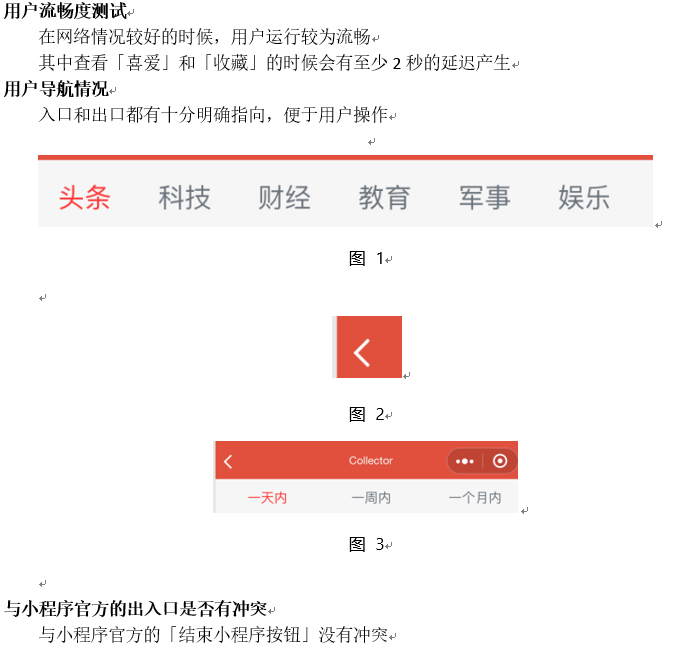 用户流畅度测试
在网络情况较好的时候，用户运行较为流畅
其中查看「喜爱」和「收藏」的时候会有至少 2 秒的延迟产生
用户导航情况
入口和出口都有十分明确指向，便于用户操作
头条 科技 财经 教育 军事 娱乐
图 1
图 2
Collector
一天内 一周内 一个月内
图 3
与小程序官方的出入口是否有冲突
与小程序官方的「结束小程序按钮」没有冲突